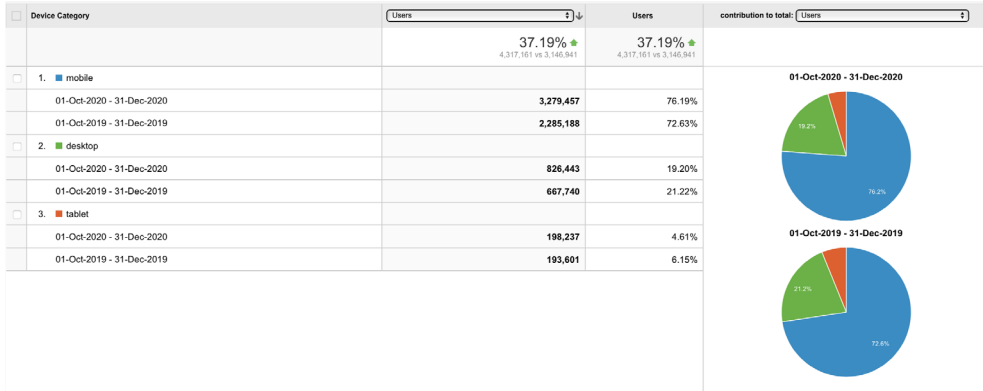 Device Category Users Users contribution to total: Users
37.19% 37.19%
4,317,161 vs 3,146,941 4,317,161 vs 3,146,941
1. mobile
01-Oct-2020 - 31-Dec-2020 3,279,457 76.19%
01-Oct-2019 - 31-Dec-2019 2,285,188 72.63%
2. desktop
01-Oct-2020 - 31-Dec-2020 826,443 19.20%
01-Oct-2019 - 31-Dec-2019 667,740 21.22%
3. tablet
01-Oct-2020 - 31-Dec-2020 198,237 4.61%
01-Oct-2019 - 31-Dec-2019 193,601 6.15%
01-Oct-2020 - 31-Dec-2020
19.2%
76.2%
01-Oct-2019 - 31-Dec-2019
21.2%
72.6%